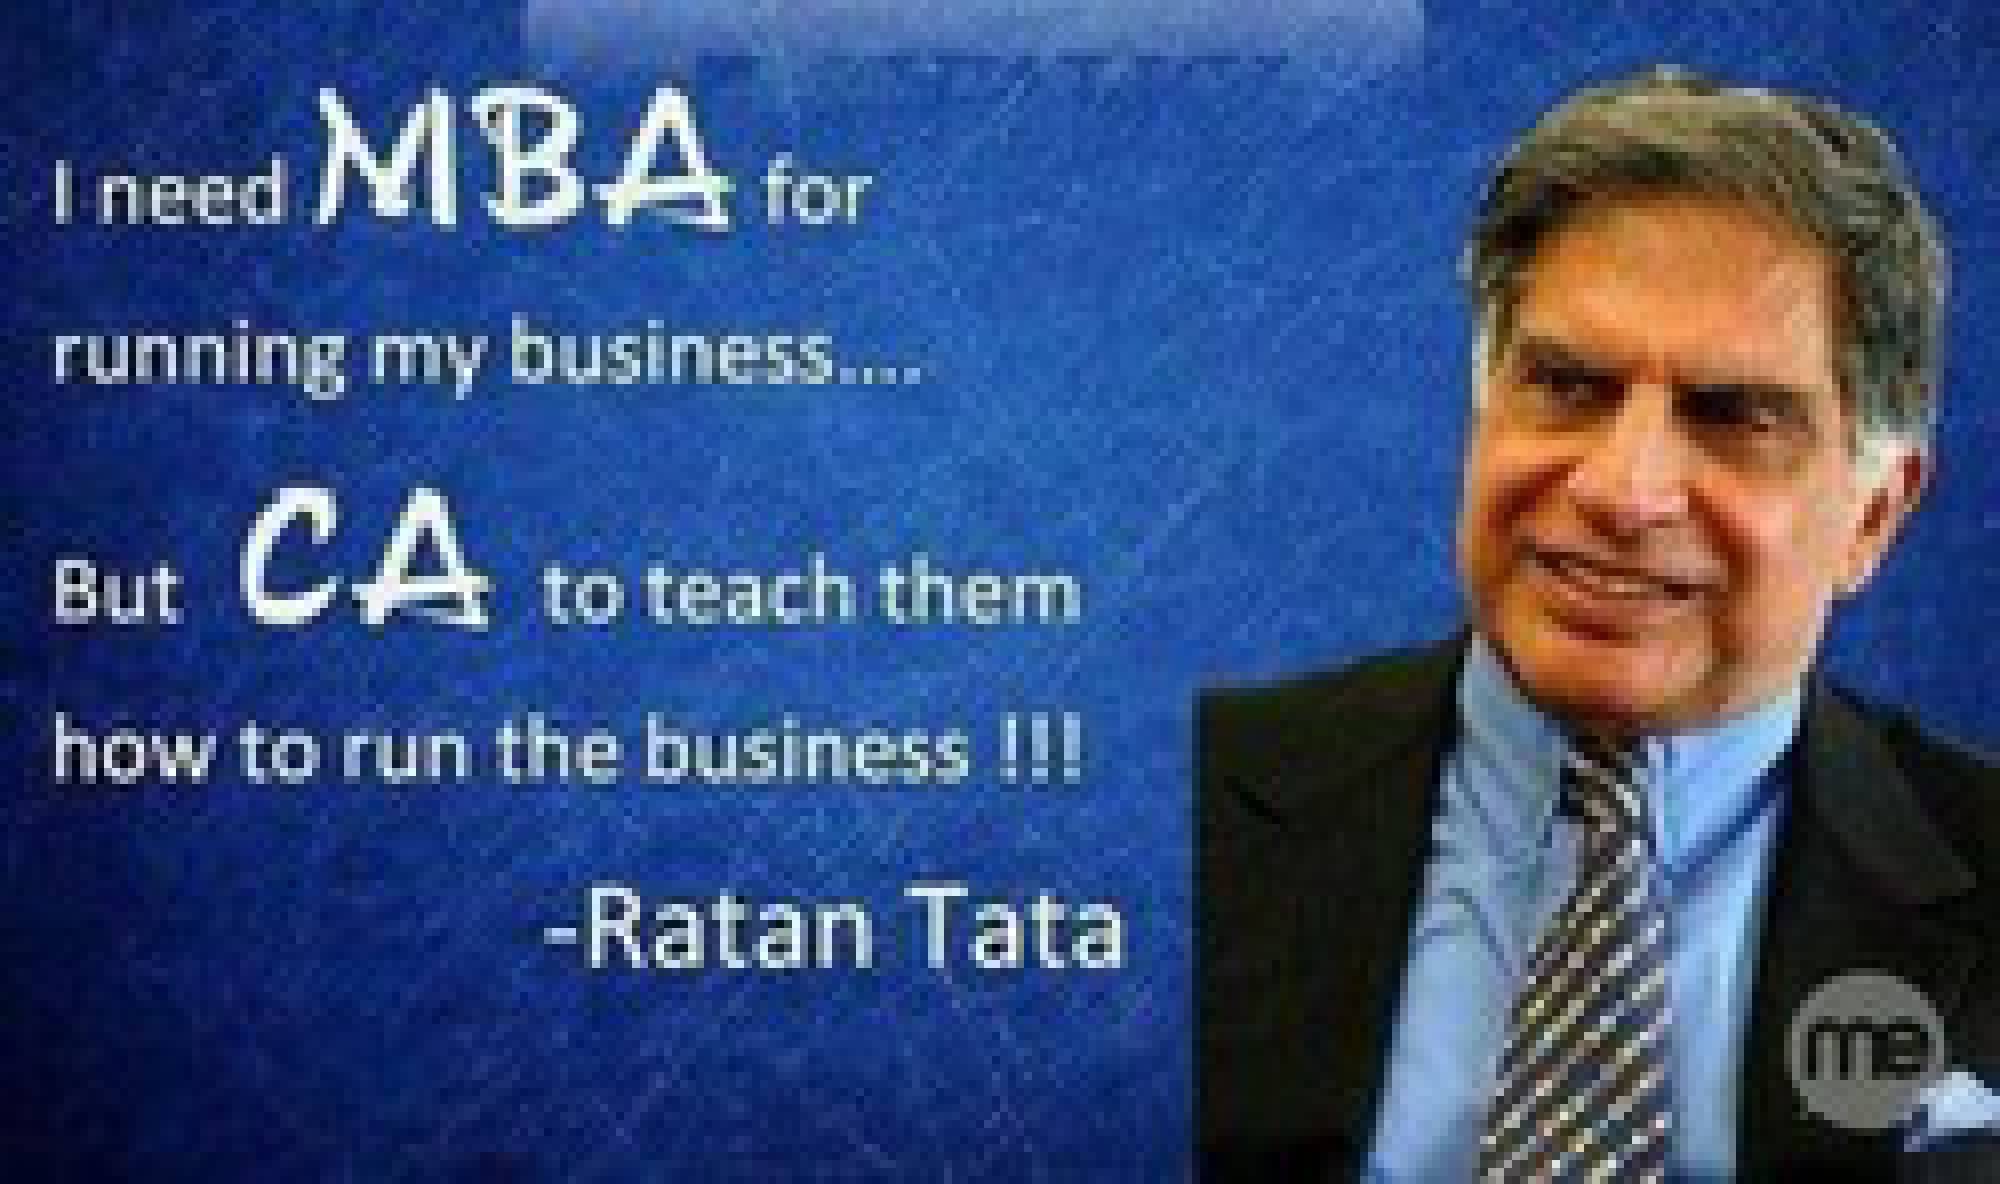 I need MBA for
running my business....
But CA to teach them
how to run the business !!!
-Ratan Tata
me